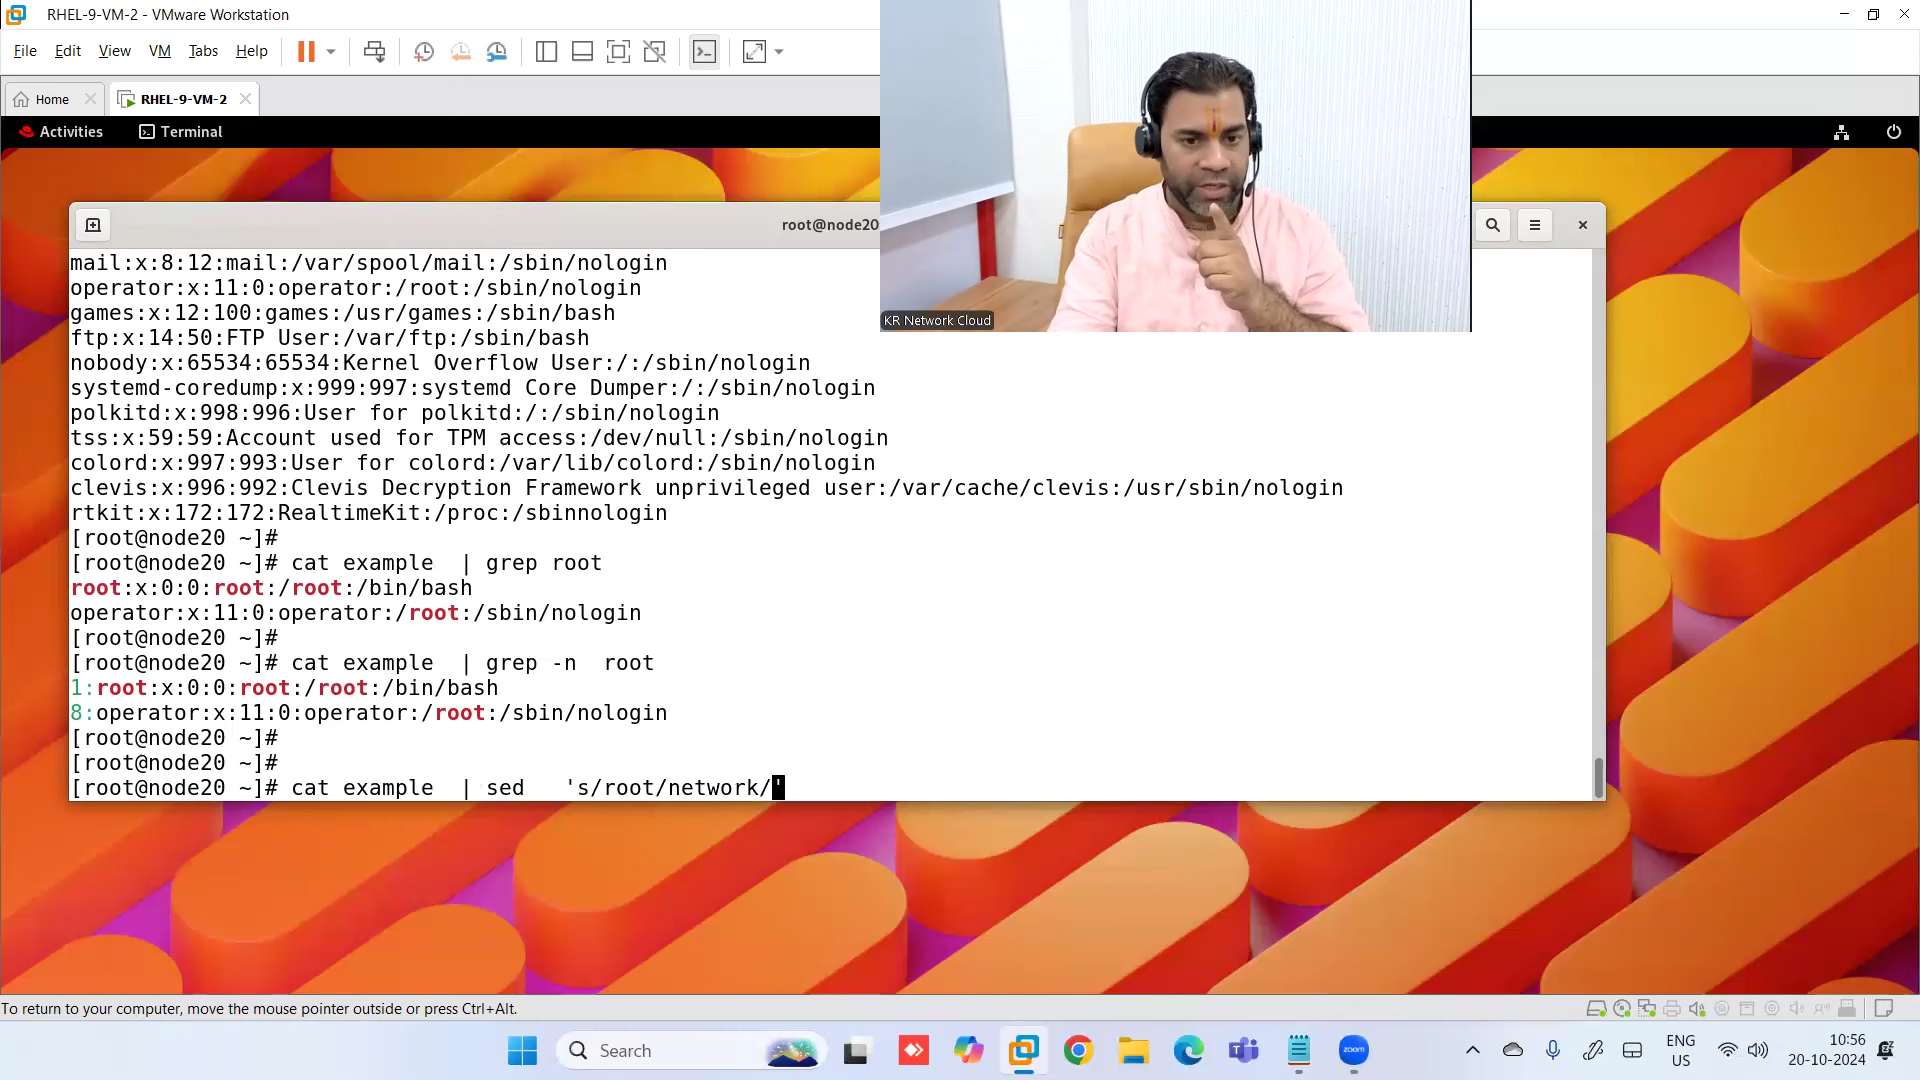 RHEL-9-VM-2 - VMware Workstation
File Edit View VM Tabs Help
Home RHEL-9-VM-2
Activities Terminal
root@node20
mail:x:8:12:mail:/var/spool/mail:/sbin/nologin
operator:x:11:0:operator:/root:/sbin/nologin
games:x:12:100:games:/usr/games:/sbin/bash
ftp:x:14:50:FTP User:/var/ftp:/sbin/bash
nobody:x:65534:65534:Kernel Overflow User:/:/sbin/nologin
systemd-coredump:x:999:997:systemd Core Dumper:/:/sbin/nologin
polkitd:x:998:996:User for polkitd:/:/sbin/nologin
tss:x:59:59:Account used for TPM access:/dev/null:/sbin/nologin
colord:x:997:993:User for colord:/var/lib/colord:/sbin/nologin
clevis:x:996:992:Clevis Decryption Framework unprivileged user:/var/cache/clevis:/usr/sbin/nologin
rtkit:x:172:172:RealtimeKit:/proc:/sbinnologin
[root@node20 ~]#
[root@node20 ~]# cat example  | grep root
root:x:0:0:root:/root:/bin/bash
operator:x:11:0:operator:/root:/sbin/nologin
[root@node20 ~]#
[root@node20 ~]# cat example  | grep -n  root
1:root:x:0:0:root:/root:/bin/bash
8:operator:x:11:0:operator:/root:/sbin/nologin
[root@node20 ~]#
[root@node20 ~]#
[root@node20 ~]# cat example  | sed   's/root/network/'
KR Network Cloud
To return to your computer, move the mouse pointer outside or press Ctrl+Alt.
Search
zoom
ENG
US
10:56
20-10-2024